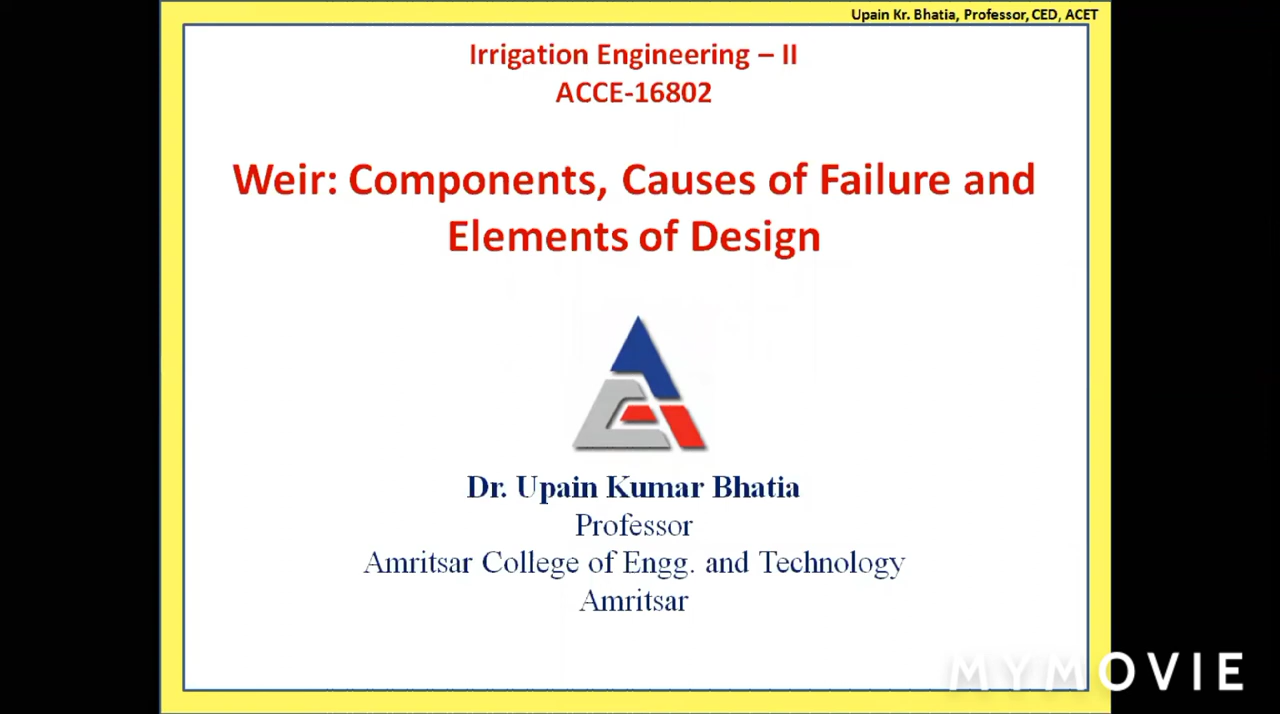 Upain Kr. Bhatia, Professor, CED, ACET
Irrigation Engineering – II
ACCE-16802
Weir: Components, Causes of Failure and
Elements of Design
Dr. Upain Kumar Bhatia
Professor
Amritsar College of Engg. and Technology
Amritsar
MYMOVIE